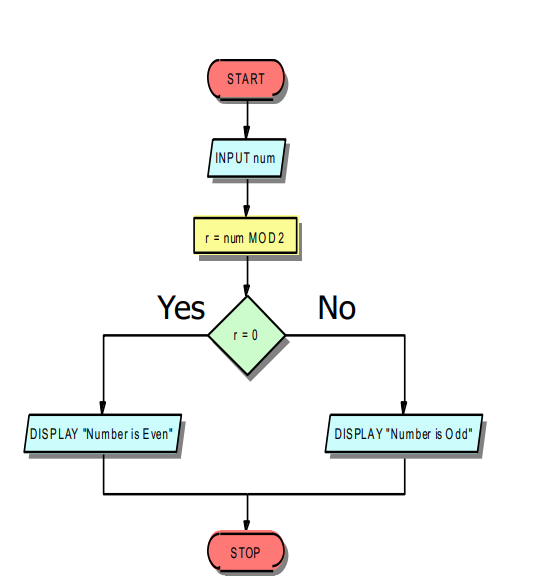 START
INPUT num
r = num MOD 2
Yes
No
r = 0
DISPLAY "Number is Even"
DISPLAY "Number is Odd"
STOP